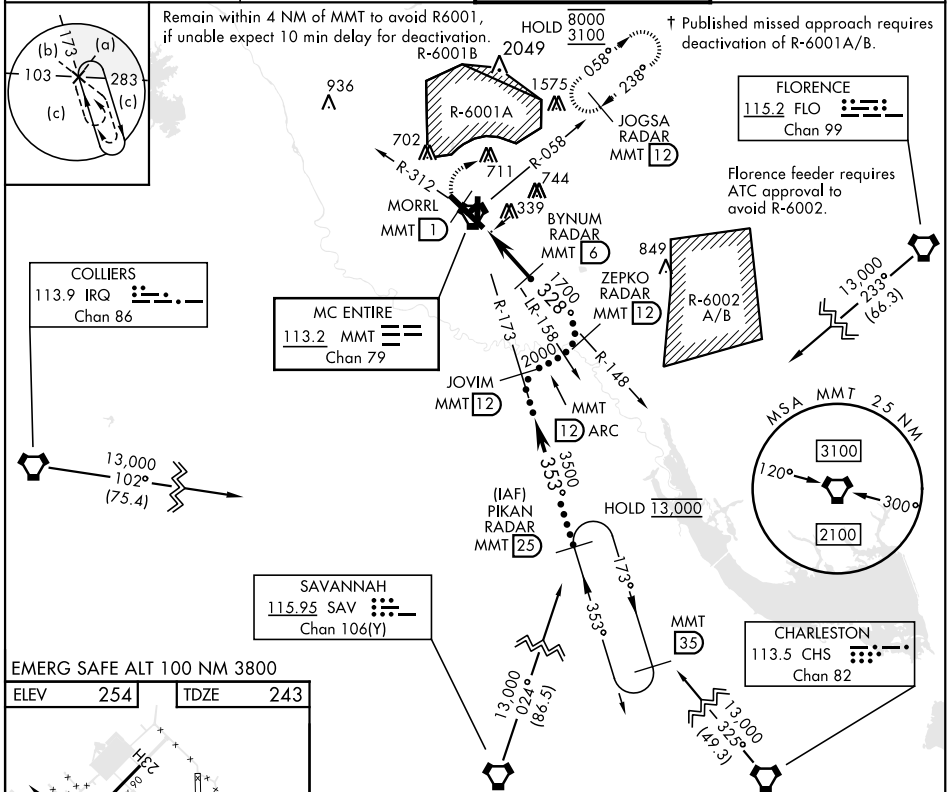 Remain within 4 NM of MMT to avoid R6001,
if unable expect 10 min delay for deactivation.
HOLD 8000
3100
† Published missed approach requires
deactivation of R-6001A/B.
173°
(b)
(a)
103
283
(c)
(c)
R-6001B
2049
058°
238°
936
1575
R-6001A
FLORENCE
115.2 FLO
Chan 99
JOGSA
RADAR
MMT 12
702
R-058
711
R-312
744
Florence feeder requires
ATC approval to
avoid R-6002.
MORRL
MMT 1
339
BYNUM
RADAR
MMT 6
849
COLLIERS
113.9 IRQ
Chan 86
ZEPKO
RADAR
MMT 12
13,000
233°
(66.3)
R-6002
A/B
MC ENTIRE
113.2 MMT
Chan 79
1700
328°
R-173
LR-158
2000
R-148
JOVIM
MMT 12
MMT
12 ARC
MSA MMT 25 NM
3100
120°
300°
2100
13,000
102°
(75.4)
3500
353°
(IAF)
PIKAN
RADAR
MMT 25
HOLD 13,000
173°
353°
SAVANNAH
115.95 SAV
Chan 106(Y)
MMT
35
CHARLESTON
113.5 CHS
Chan 82
13,000
024°
(86.5)
13,000
325°
(49.3)
EMERG SAFE ALT 100 NM 3800
ELEV 254
TDZE 243
23H